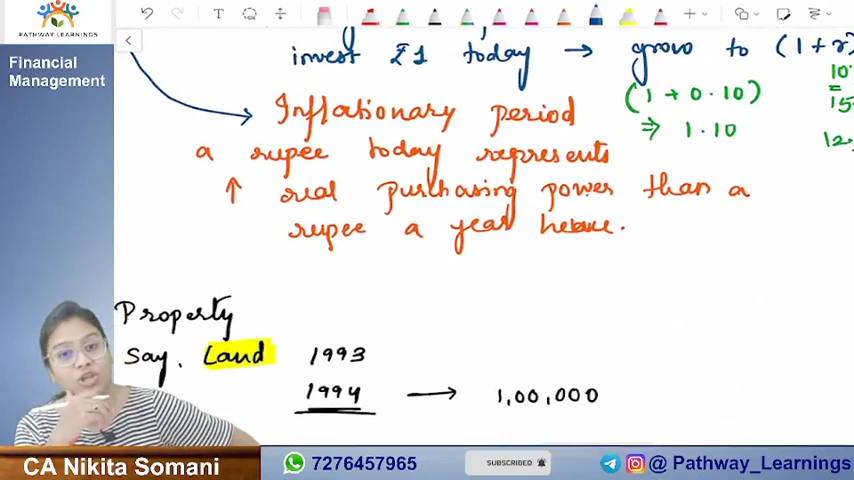 PATHWAY LEARNINGS
Financial
Management
invest ₹1 today → grow to (1+r)
(1 + 0.10)
⇒ 1.10
10
=
15
12
Inflationary period
a rupee today represents
↑ real purchasing power than a
rupee a year hence.
Property
Say, Land 1993
1994 → 1,00,000
CA Nikita Somani
7276457965
SUBSCRIBED
@ Pathway_Learnings